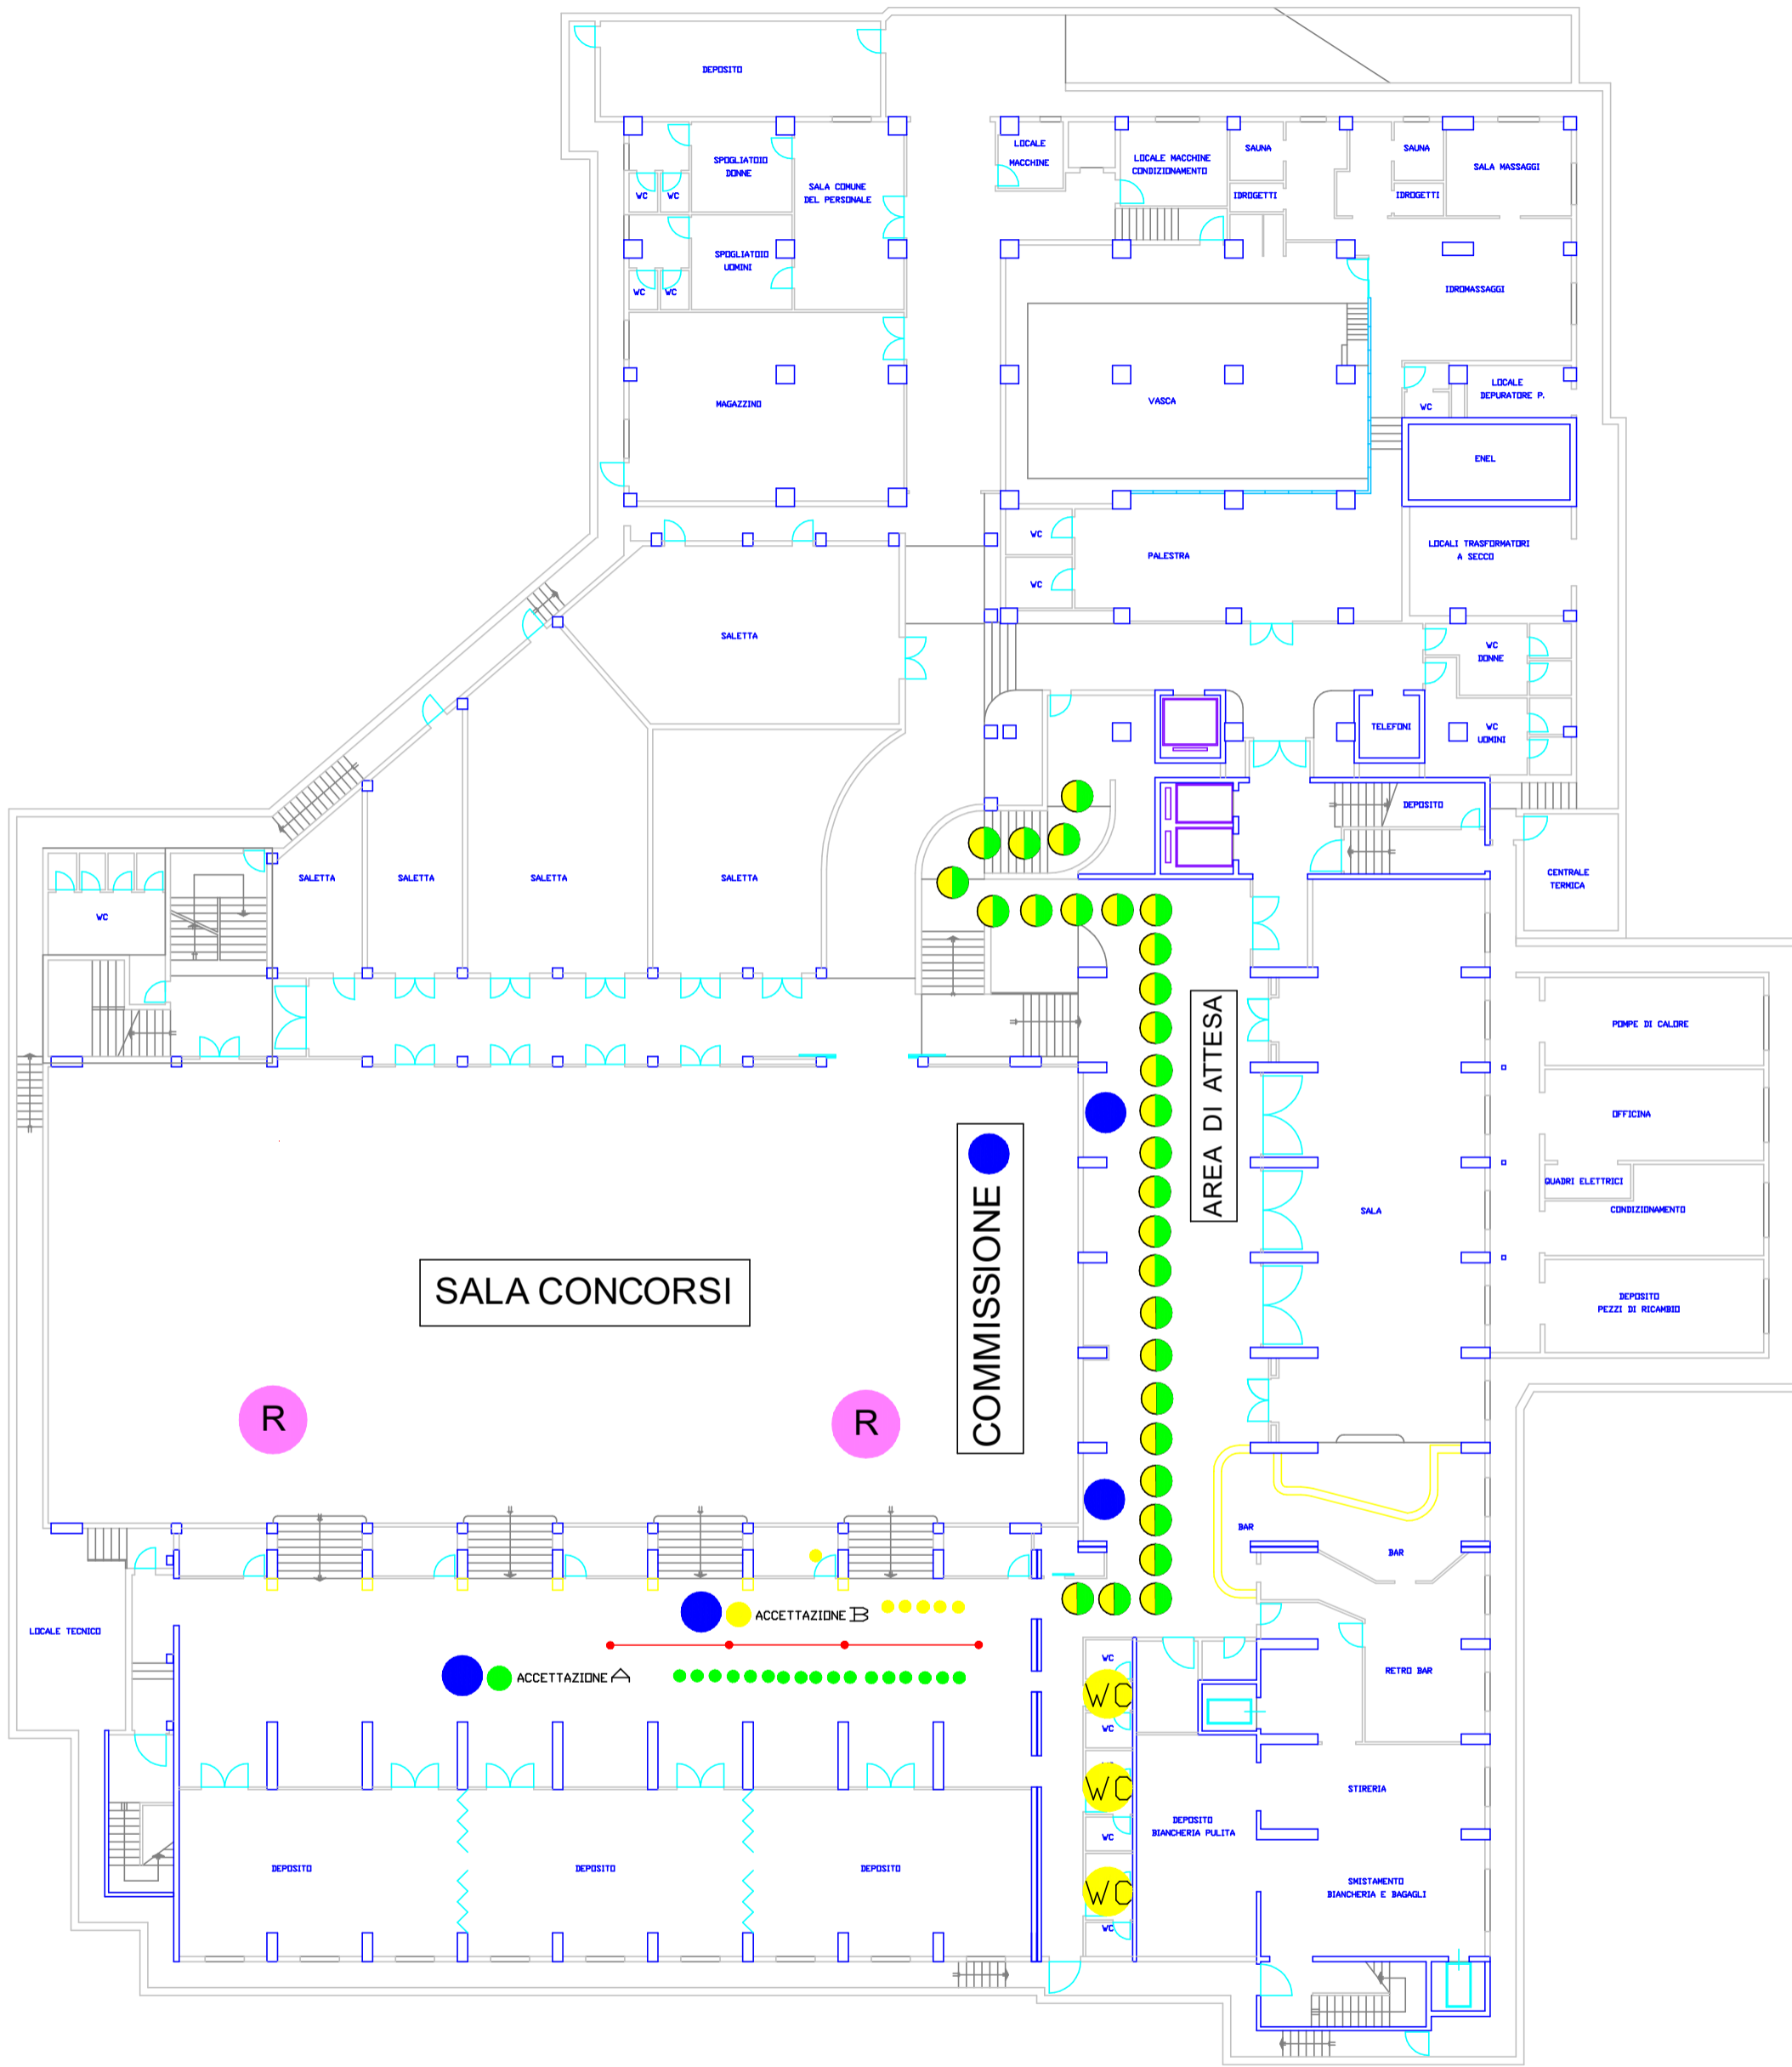 DEPOSITO
LOCALE
MACCHINE
LOCALE MACCHINE
CONDIZIONAMENTO
SAUNA
SAUNA
SALA MASSAGGI
SPOGLIATOIO
DONNE
SALA COMUNE
DEL PERSONALE
WC
WC
IDROGETTI
IDROGETTI
SPOGLIATOIO
UOMINI
WC
WC
IDROMASSAGGI
MAGAZZINO
VASCA
LOCALE
DEPURATORE P.
WC
ENEL
WC
PALESTRA
LOCALI TRASFORMATORI
A SECCO
WC
SALETTA
WC
DONNE
TELEFONI
WC
UOMINI
DEPOSITO
SALETTA
SALETTA
SALETTA
SALETTA
CENTRALE
TERMICA
WC
POMPE DI CALORE
AREA DI ATTESA
OFFICINA
QUADRI ELETTRICI
CONDIZIONAMENTO
SALA
COMMISSIONE
SALA CONCORSI
DEPOSITO
PEZZI DI RICAMBIO
R
R
BAR
BAR
ACCETTAZIONE B
LOCALE TECNICO
ACCETTAZIONE A
WC
RETRO BAR
WC
WC
WC
STIRERIA
DEPOSITO
BIANCHERIA PULITA
WC
DEPOSITO
DEPOSITO
DEPOSITO
SMISTAMENTO
BIANCHERIA E BAGAGLI
WC
WC